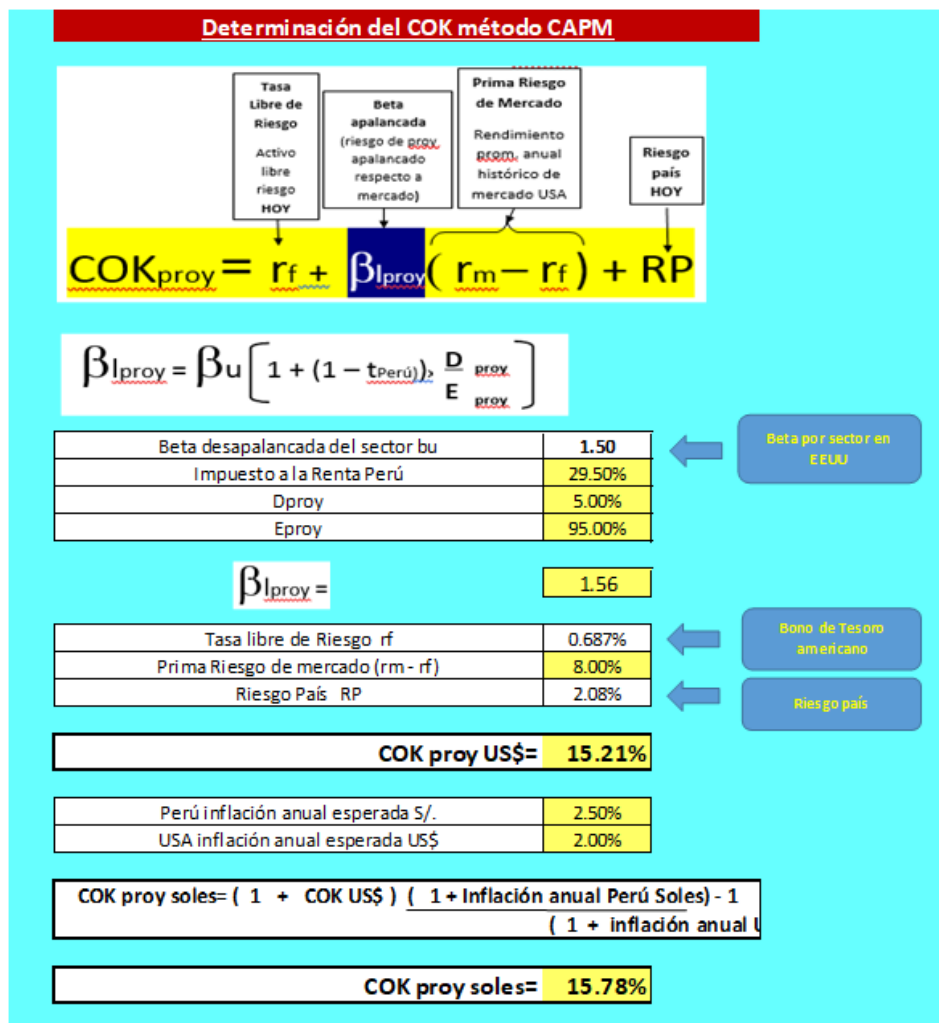 Determinación del COK método CAPM
Tasa
Libre de
Riesgo
Activo
libre
riesgo
HOY
Beta
apalancada
(riesgo de proy
apalancado
respecto a
mercado)
Prima Riesgo
de Mercado
Rendimiento
prom, anual
histórico de
mercado USA
Riesgo
país
HOY
COKproy = rf + βlproy ( rm – rf ) + RP
βlproy = βu [ 1 + (1 – tPerú)), D proy
E proy ]
Beta desapalancada del sector bu 1.50
Beta por sector en
EEUU
Impuesto a la Renta Perú 29.50%
Dproy 5.00%
Eproy 95.00%
βlproy = 1.56
Tasa libre de Riesgo rf 0.687%
Bono de Tesoro
americano
Prima Riesgo de mercado (rm - rf) 8.00%
Riesgo País RP 2.08%
Riesgo país
COK proy US$= 15.21%
Perú inflación anual esperada S/. 2.50%
USA inflación anual esperada US$ 2.00%
COK proy soles= ( 1 + COK US$ ) ( 1 + Inflación anual Perú Soles) - 1
( 1 + inflación anual
COK proy soles= 15.78%